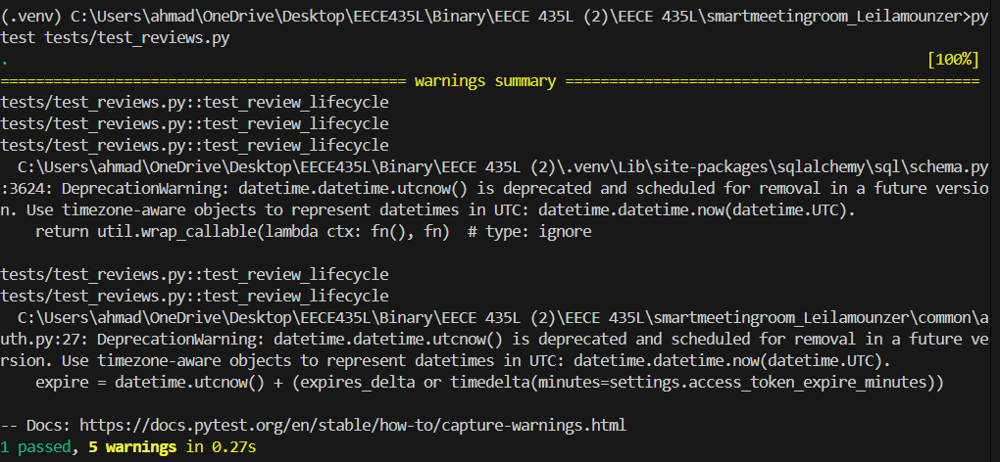 (.venv) C:\Users\ahmad\OneDrive\Desktop\EECE435L\Binary\EECE 435L (2)\EECE 435L\smartmeetingroom_Leilamounzer>py
test tests/test_reviews.py
. [100%]
============================================== warnings summary ===============================================
tests/test_reviews.py::test_review_lifecycle
tests/test_reviews.py::test_review_lifecycle
tests/test_reviews.py::test_review_lifecycle
  C:\Users\ahmad\OneDrive\Desktop\EECE435L\Binary\EECE 435L (2)\.venv\Lib\site-packages\sqlalchemy\sql\schema.py
:3624: DeprecationWarning: datetime.datetime.utcnow() is deprecated and scheduled for removal in a future versio
n. Use timezone-aware objects to represent datetimes in UTC: datetime.datetime.now(datetime.UTC).
    return util.wrap_callable(lambda ctx: fn(), fn)  # type: ignore

tests/test_reviews.py::test_review_lifecycle
tests/test_reviews.py::test_review_lifecycle
  C:\Users\ahmad\OneDrive\Desktop\EECE435L\Binary\EECE 435L (2)\EECE 435L\smartmeetingroom_Leilamounzer\common\a
uth.py:27: DeprecationWarning: datetime.datetime.utcnow() is deprecated and scheduled for removal in a future ve
rsion. Use timezone-aware objects to represent datetimes in UTC: datetime.datetime.now(datetime.UTC).
    expire = datetime.utcnow() + (expires_delta or timedelta(minutes=settings.access_token_expire_minutes))

-- Docs: https://docs.pytest.org/en/stable/how-to/capture-warnings.html
1 passed, 5 warnings in 0.27s